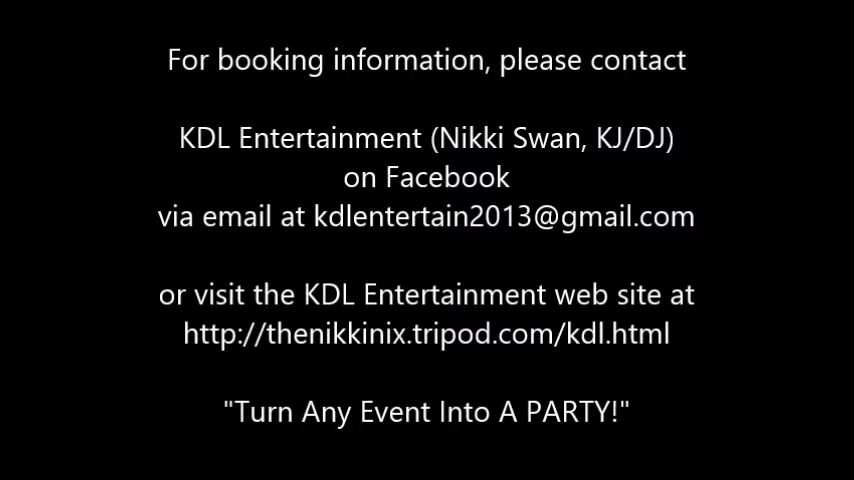 For booking information, please contact
KDL Entertainment (Nikki Swan, KJ/DJ)
on Facebook
via email at kdlentertain2013@gmail.com
or visit the KDL Entertainment web site at
http://thenikkinix.tripod.com/kdl.html
"Turn Any Event Into A PARTY!"